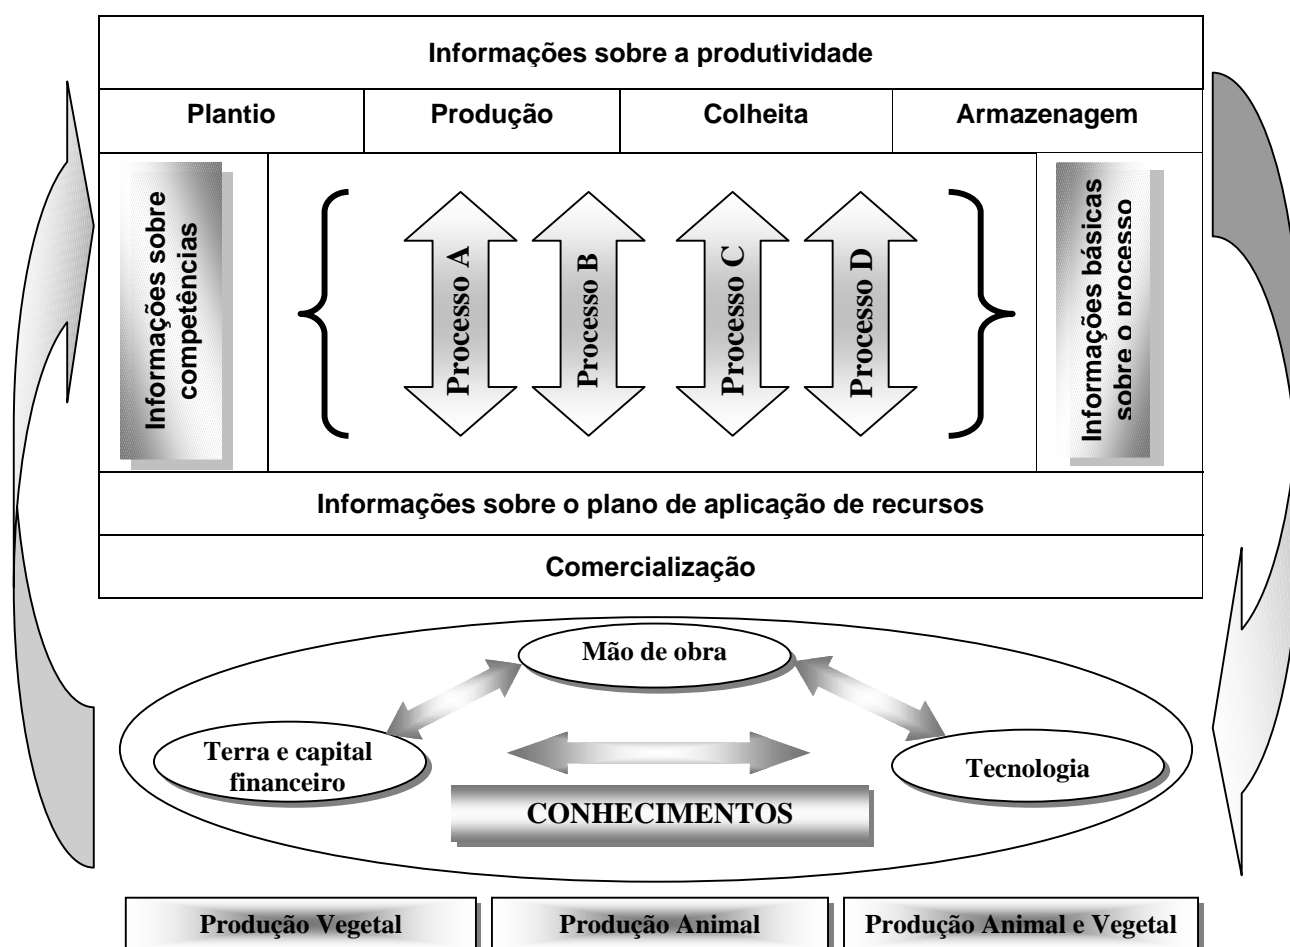 Informações sobre a produtividade
Plantio
Produção
Colheita
Armazenagem
Informações sobre
competências
Processo A
Processo B
Processo C
Processo D
Informações básicas
sobre o processo
Informações sobre o plano de aplicação de recursos
Comercialização
Mão de obra
Terra e capital
financeiro
Tecnologia
CONHECIMENTOS
Produção Vegetal
Produção Animal
Produção Animal e Vegetal